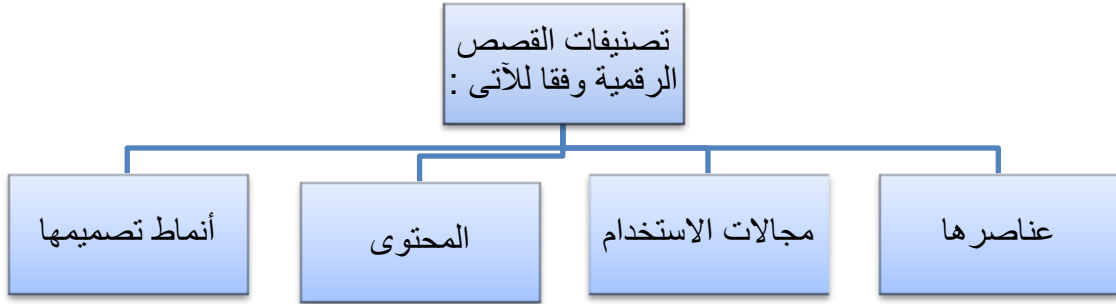 تصنيفات القصص
الرقمية وفقا للآتى :
عناصرها
مجالات الاستخدام
المحتوى
أنماط تصميمها